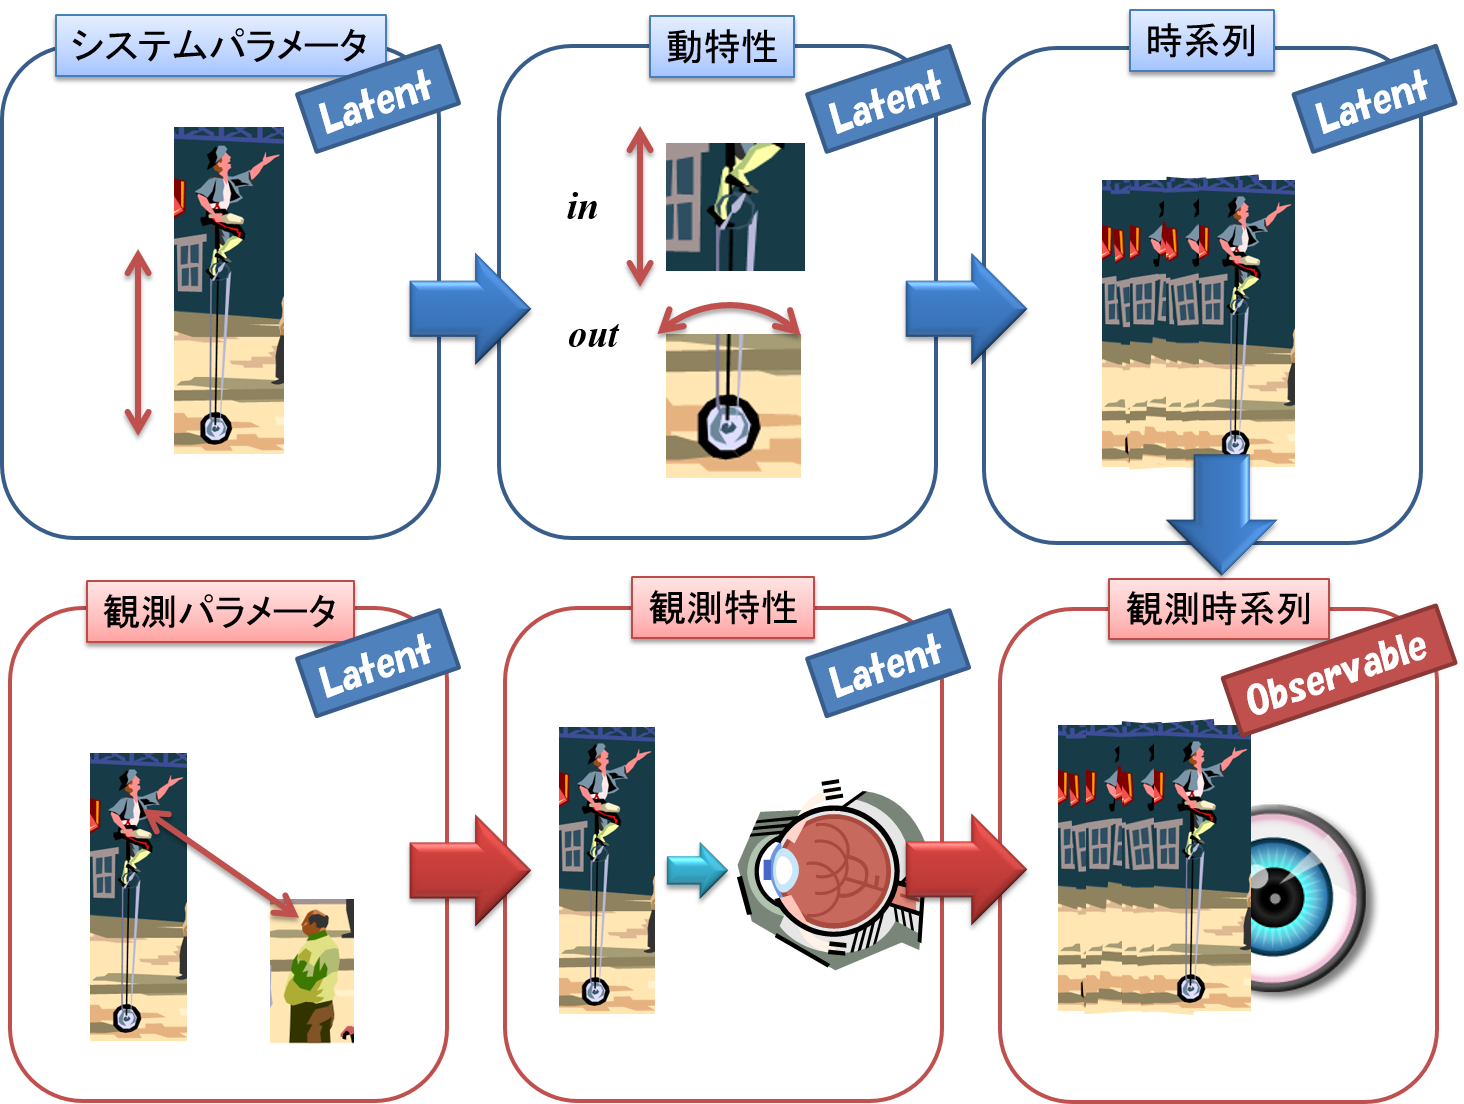 システムパラメータ
Latent
動特性
Latent
in
out
時系列
Latent
観測パラメータ
Latent
観測特性
Latent
観測時系列
Observable